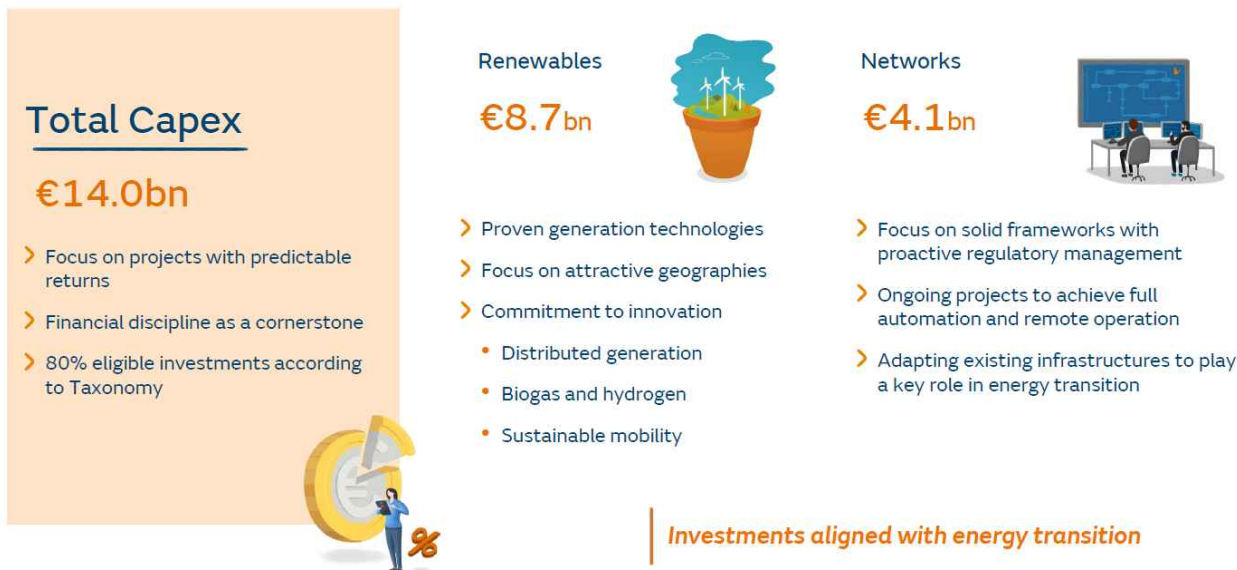 Total Capex
€14.0bn
Focus on projects with predictable
returns
Financial discipline as a cornerstone
80% eligible investments according
to Taxonomy
%
Renewables
€8.7bn
Proven generation technologies
Focus on attractive geographies
Commitment to innovation
• Distributed generation
• Biogas and hydrogen
• Sustainable mobility
Networks
€4.1bn
Focus on solid frameworks with
proactive regulatory management
Ongoing projects to achieve full
automation and remote operation
Adapting existing infrastructures to play
a key role in energy transition
Investments aligned with energy transition